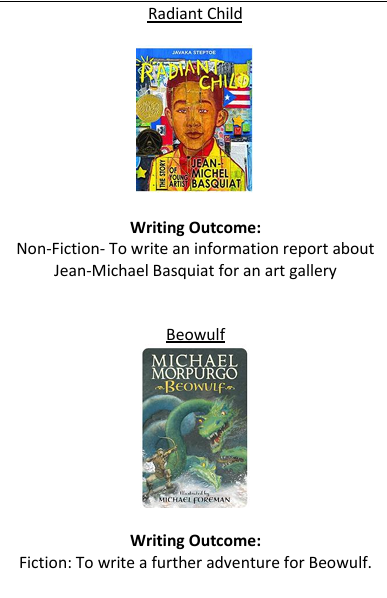 Radiant Child
JAVAKA STEPTOE
RADIANT
CHILD
THE STORY
OF
YOUNG
ARTIST
JEAN-
MICHEL
BASQUIAT
Writing Outcome:
Non-Fiction- To write an information report about
Jean-Michael Basquiat for an art gallery
Beowulf
MICHAEL
MORPURGO
BEOWULF
Illustrated by
MICHAEL FOREMAN
Writing Outcome:
Fiction: To write a further adventure for Beowulf.